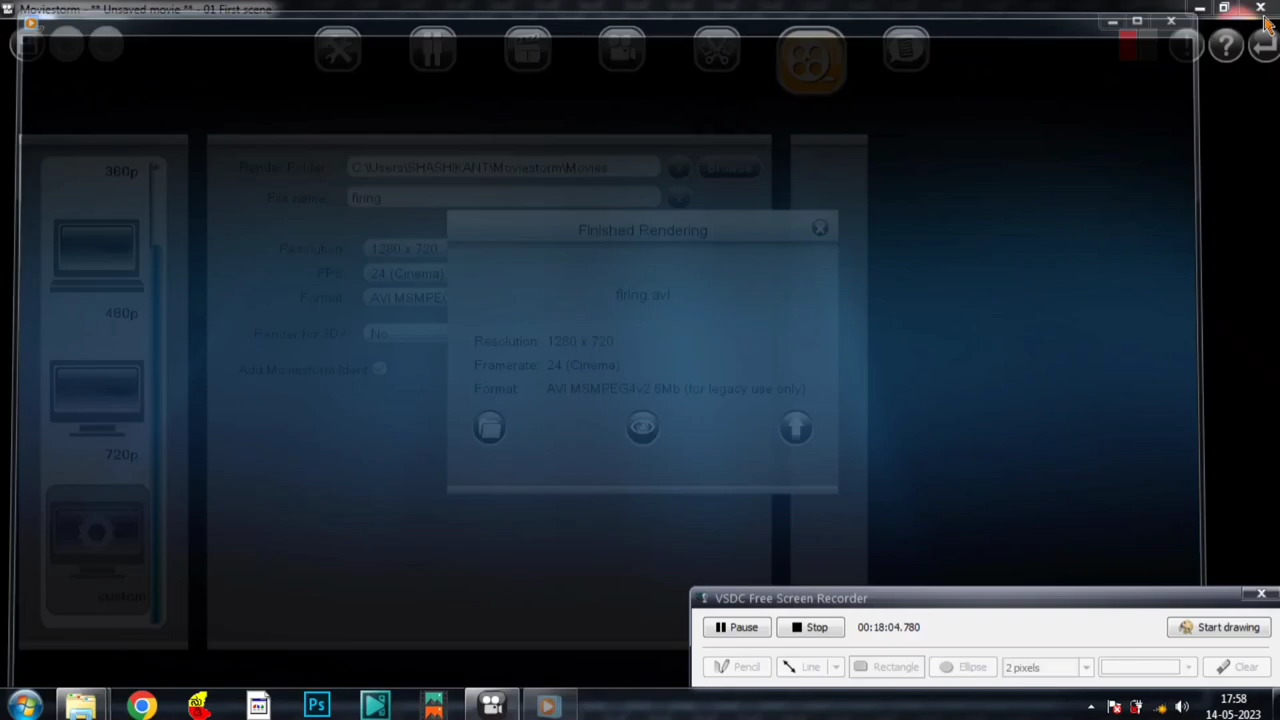 Moviestorm - ** Unsaved movie ** - 01 First scene
360p
Render Folder: C:\Users\SHASHIKANT\Moviestorm\Movies Browse
File name: firing
Finished Rendering
Resolution: 1280 x 720
FPS: 24 (Cinema)
Format: AVI MSMPEG
Render for 3D: No
Add Moviestorm Ident
firing.avi
Resolution: 1280 x 720
Framerate: 24 (Cinema)
Format: AVI MSMPEG4v2 6Mb (for legacy use only)
480p
720p
custom
VSDC Free Screen Recorder
Pause Stop 00:18:04.780 Start drawing
Pencil Line Rectangle Ellipse 2 pixels Clear
Ps
17:58
14-05-2023